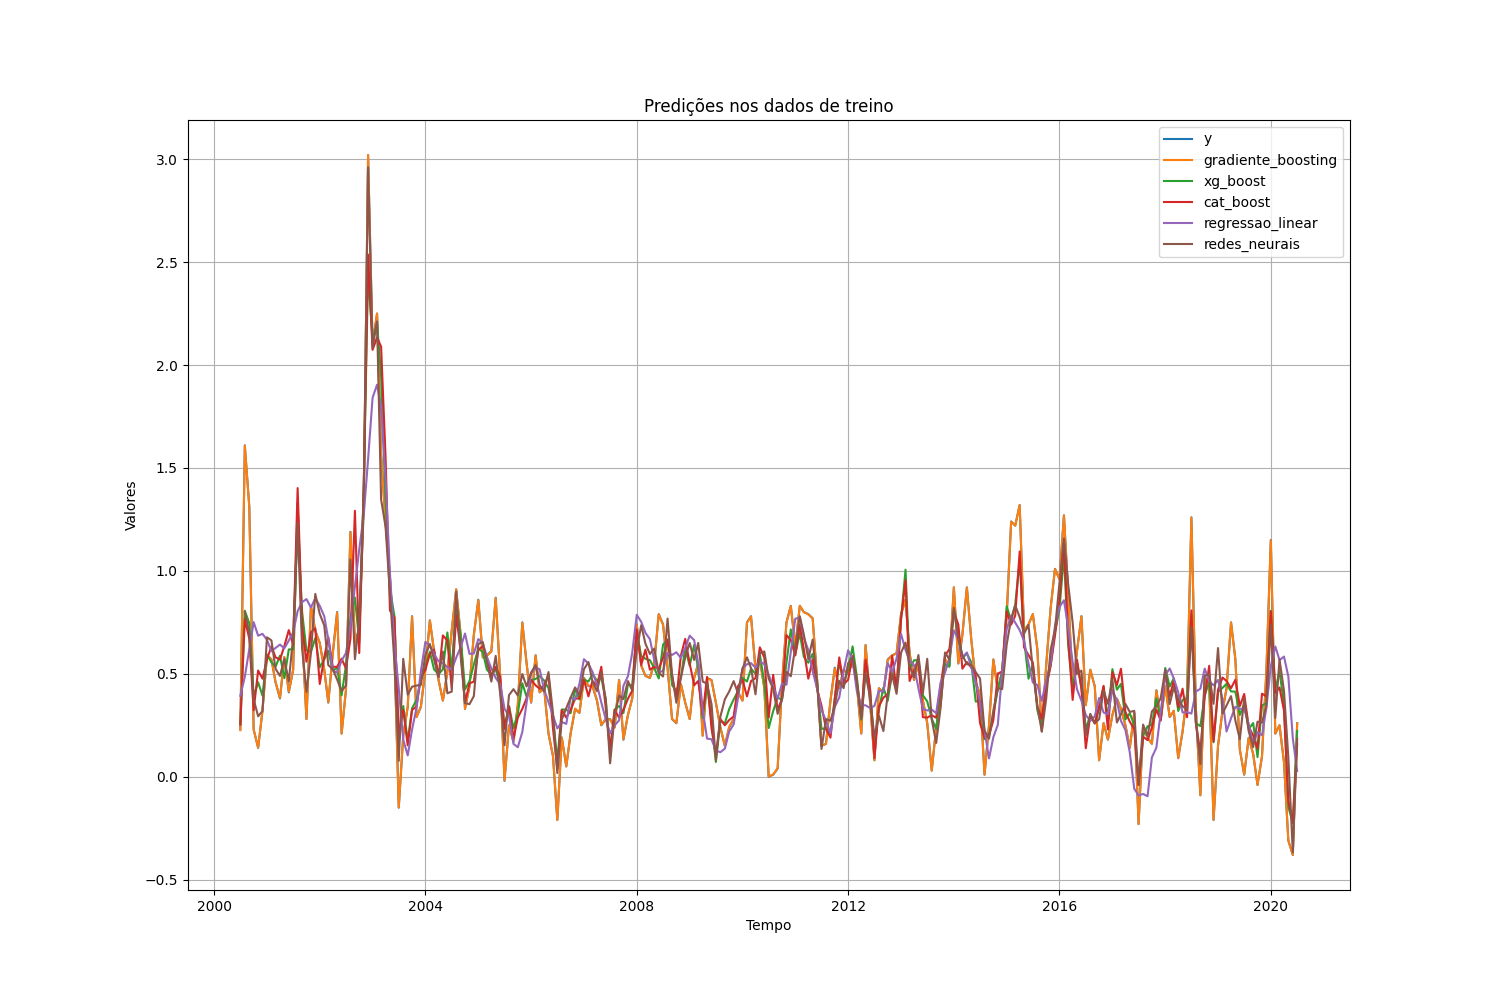 Predições nos dados de treino
y
gradiente_boosting
xg_boost
cat_boost
regressao_linear
redes_neurais
Valores
3.0
2.5
2.0
1.5
1.0
0.5
0.0
−0.5
2000
2004
2008
2012
2016
2020
Tempo